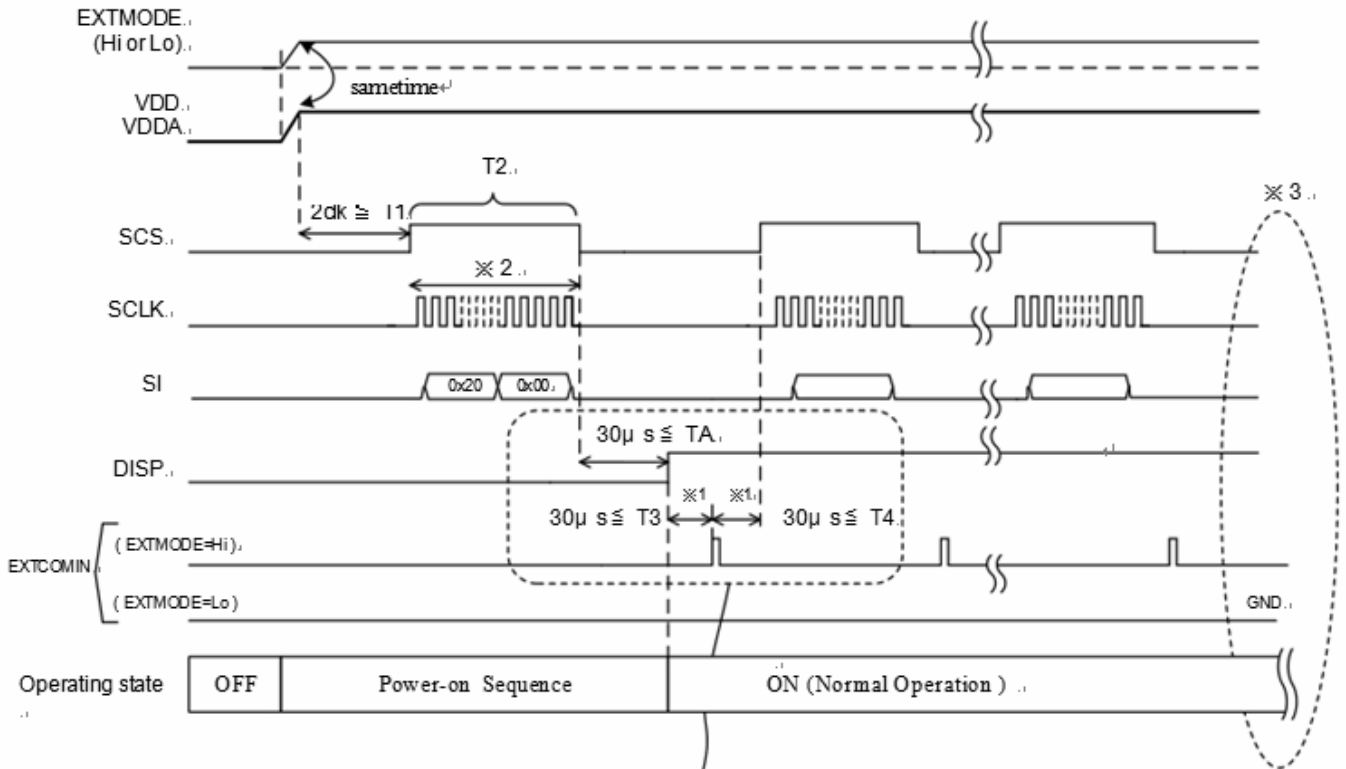 EXTMODE
(Hi or Lo)
sametime
VDD
VDDA
T2
※3
2clk ≧ T1
SCS
※2
SCLK
SI
0x20
0x00
30µ s≦ TA
DISP
※1
※1
30µ s≦ T3
30µ s≦ T4
( EXTMODE=Hi)
EXTCOMIN
( EXTMODE=Lo )
GND
Operating state
OFF
Power-on Sequence
ON (Normal Operation )